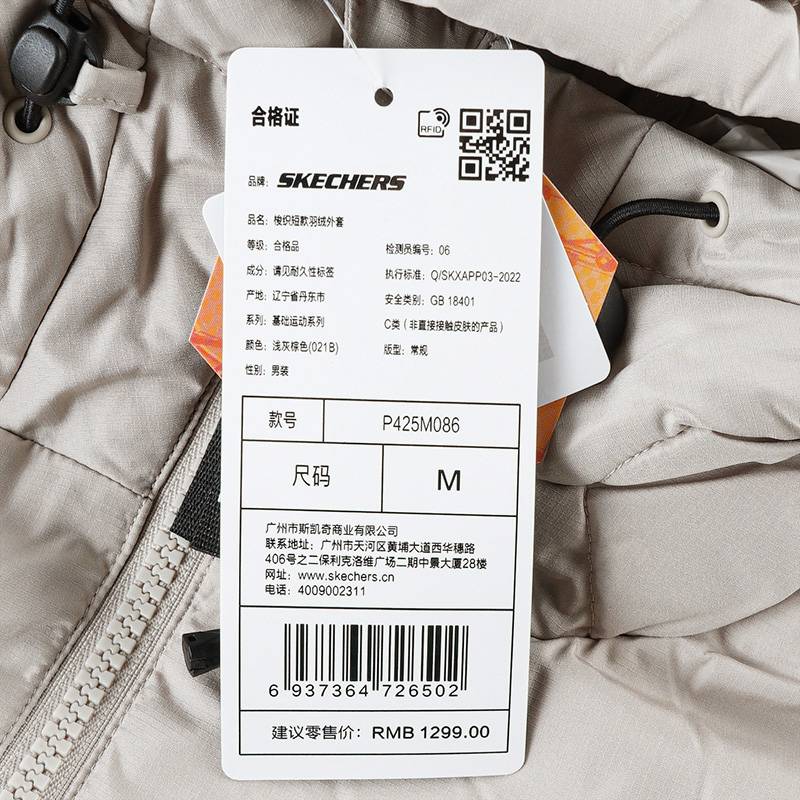 合格证
RFID
品牌: SKECHERS
品名: 梭织短款羽绒外套
等级: 合格品
检测员编号: 06
成分: 请见耐久性标签
执行标准: Q/SKXAPP03-2022
产地: 辽宁省丹东市
安全类别: GB 18401
系列: 基础运动系列
C类 (非直接接触皮肤的产品)
颜色: 浅灰棕色(021B)
版型: 常规
性别: 男装
款号 P425M086
尺码 M
广州市斯凯奇商业有限公司
联系地址: 广州市天河区黄埔大道西华穗路
406号之二保利克洛维广场二期中景大厦28楼
网址: www.skechers.cn
电话: 4009002311
6 937364 726502
建议零售价: RMB 1299.00